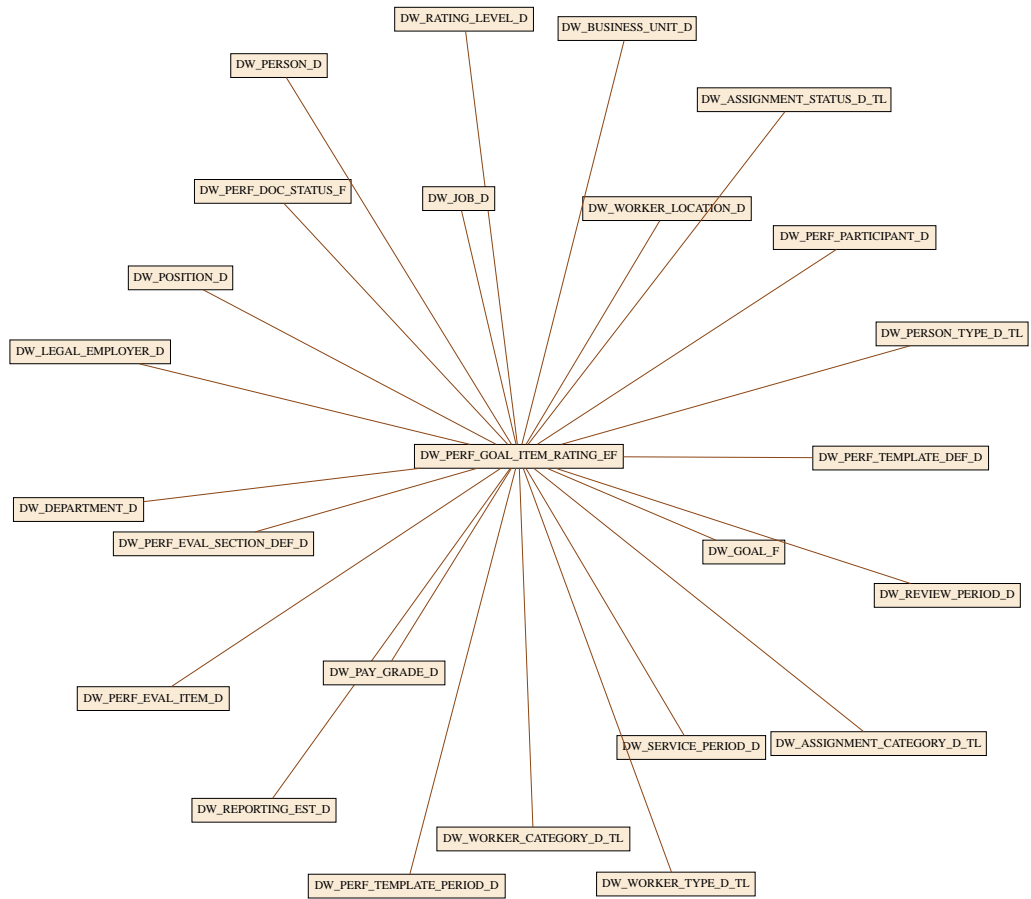 DW_RATING_LEVEL_D
DW_BUSINESS_UNIT_D
DW_PERSON_D
DW_ASSIGNMENT_STATUS_D_TL
DW_PERF_DOC_STATUS_F
DW_JOB_D
DW_WORKER_LOCATION_D
DW_PERF_PARTICIPANT_D
DW_POSITION_D
DW_PERSON_TYPE_D_TL
DW_LEGAL_EMPLOYER_D
DW_PERF_GOAL_ITEM_RATING_EF
DW_PERF_TEMPLATE_DEF_D
DW_DEPARTMENT_D
DW_PERF_EVAL_SECTION_DEF_D
DW_GOAL_F
DW_REVIEW_PERIOD_D
DW_PAY_GRADE_D
DW_PERF_EVAL_ITEM_D
DW_SERVICE_PERIOD_D
DW_ASSIGNMENT_CATEGORY_D_TL
DW_REPORTING_EST_D
DW_WORKER_CATEGORY_D_TL
DW_PERF_TEMPLATE_PERIOD_D
DW_WORKER_TYPE_D_TL